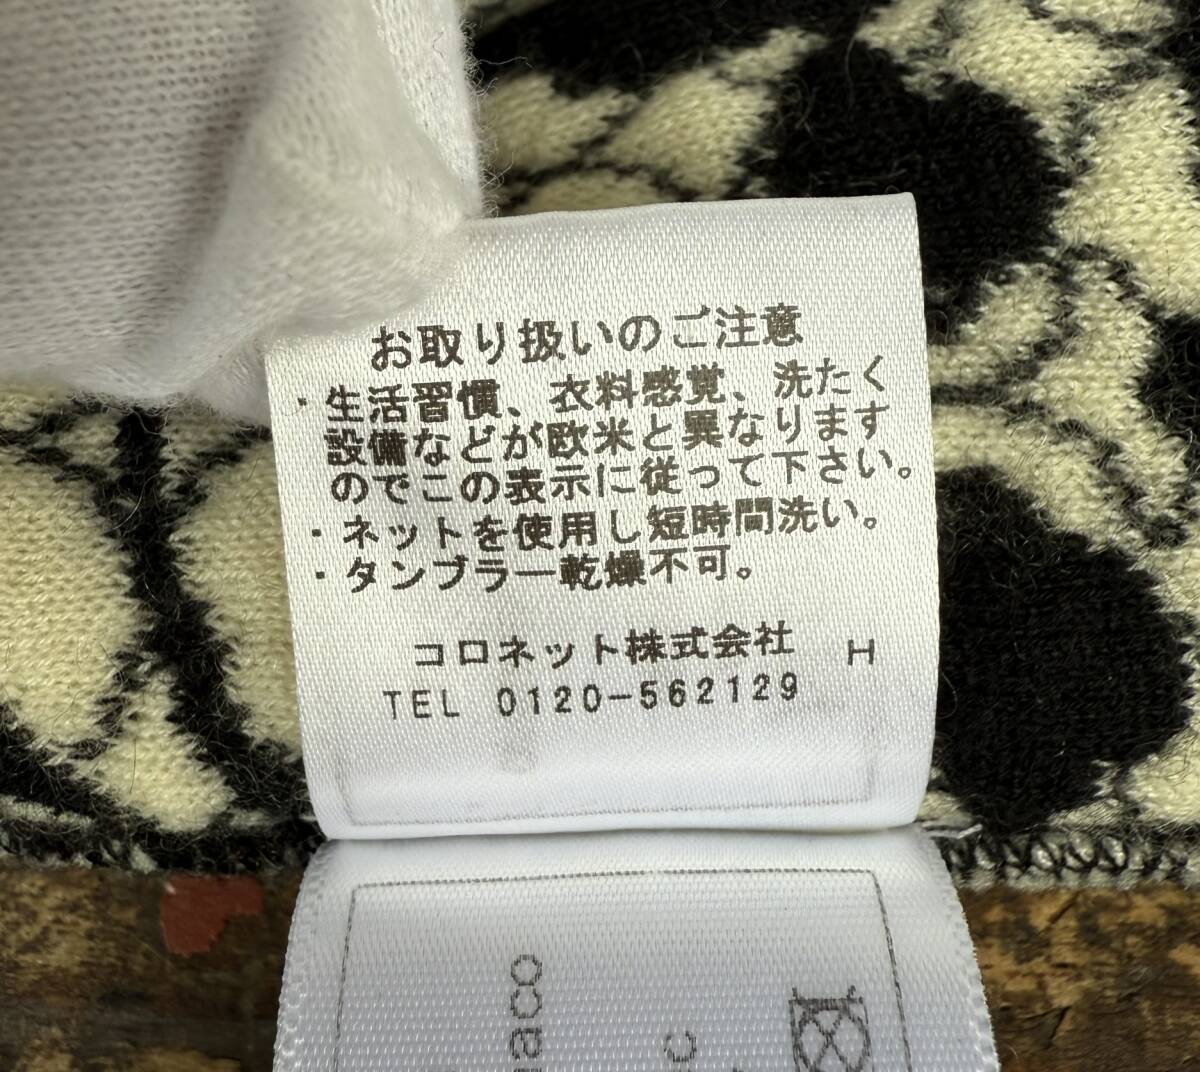 お取り扱いのご注意
・生活習慣、衣料感覚、洗たく
設備などが欧米と異なります
のでこの表示に従って下さい。
・ネットを使用し短時間洗い。
・タンブラー乾燥不可。
コロネット株式会社 H
TEL 0120-562129